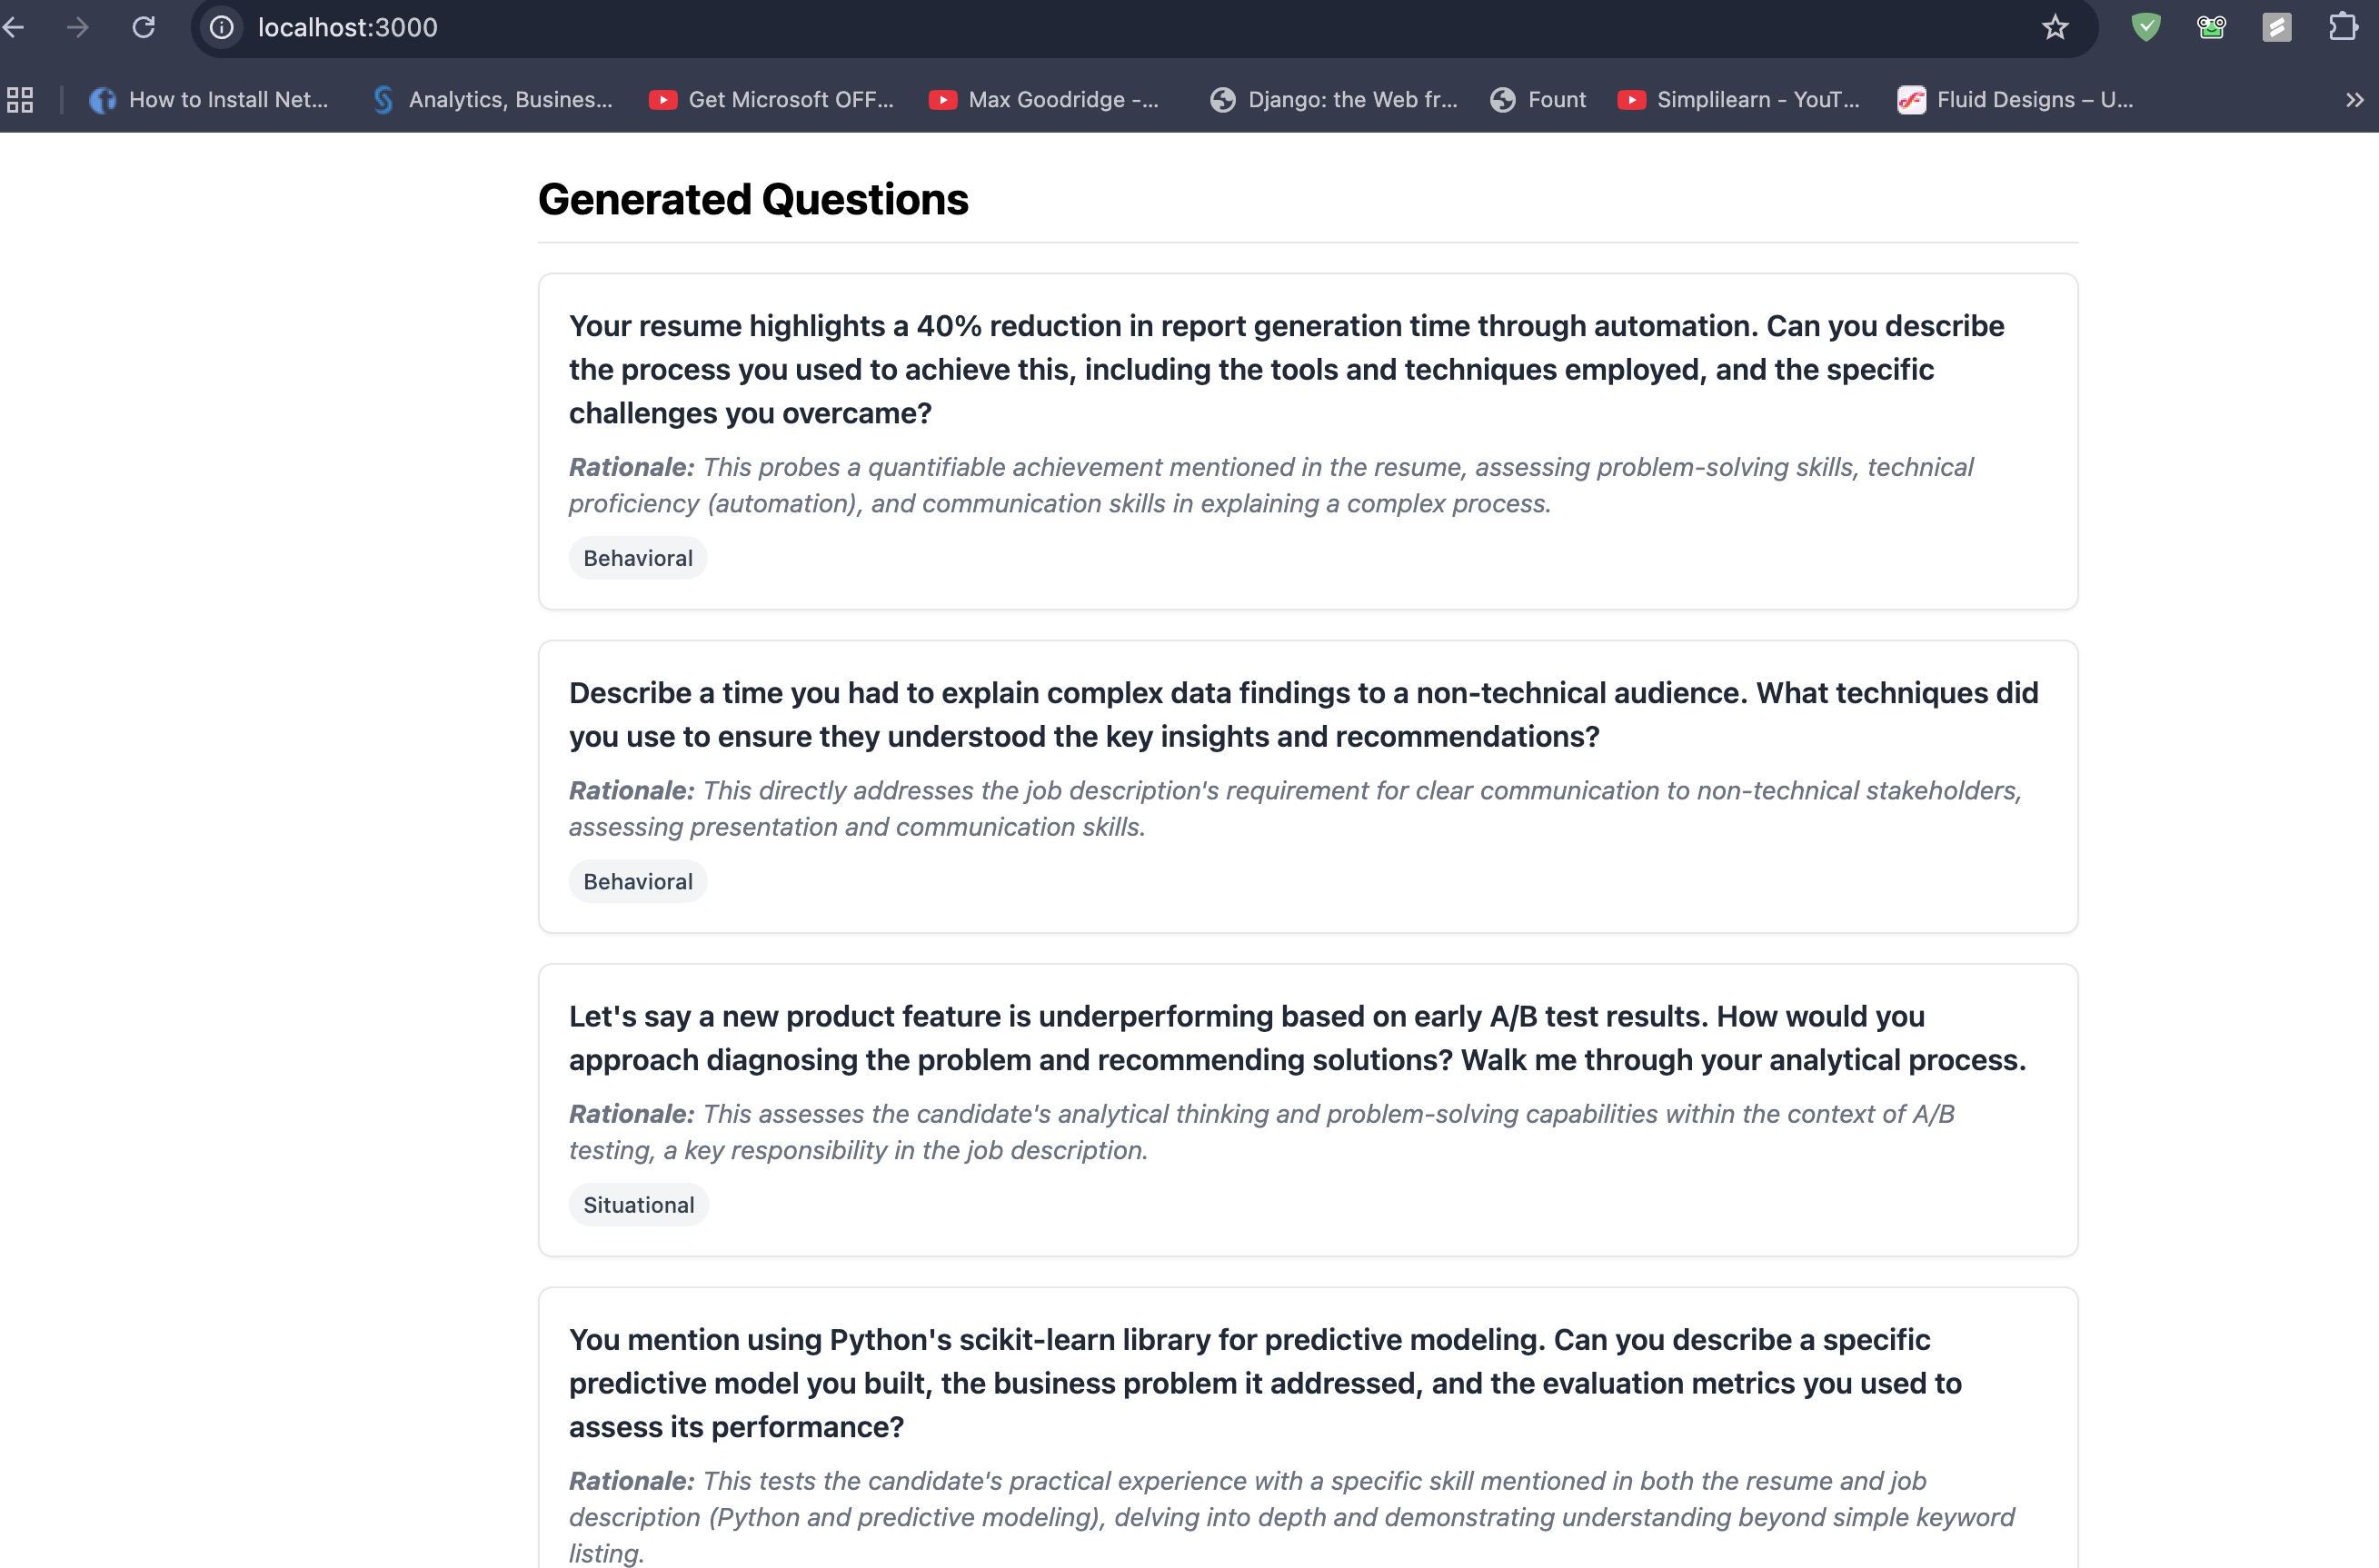 localhost:3000
How to Install Net...
Analytics, Busines...
Get Microsoft OFF...
Max Goodridge -...
Django: the Web fr...
Fount
Simplilearn - YouT...
Fluid Designs – U...
Generated Questions
Your resume highlights a 40% reduction in report generation time through automation. Can you describe
the process you used to achieve this, including the tools and techniques employed, and the specific
challenges you overcame?
Rationale: This probes a quantifiable achievement mentioned in the resume, assessing problem-solving skills, technical
proficiency (automation), and communication skills in explaining a complex process.
Behavioral
Describe a time you had to explain complex data findings to a non-technical audience. What techniques did
you use to ensure they understood the key insights and recommendations?
Rationale: This directly addresses the job description's requirement for clear communication to non-technical stakeholders,
assessing presentation and communication skills.
Behavioral
Let's say a new product feature is underperforming based on early A/B test results. How would you
approach diagnosing the problem and recommending solutions? Walk me through your analytical process.
Rationale: This assesses the candidate's analytical thinking and problem-solving capabilities within the context of A/B
testing, a key responsibility in the job description.
Situational
You mention using Python's scikit-learn library for predictive modeling. Can you describe a specific
predictive model you built, the business problem it addressed, and the evaluation metrics you used to
assess its performance?
Rationale: This tests the candidate's practical experience with a specific skill mentioned in both the resume and job
description (Python and predictive modeling), delving into depth and demonstrating understanding beyond simple keyword
listing.